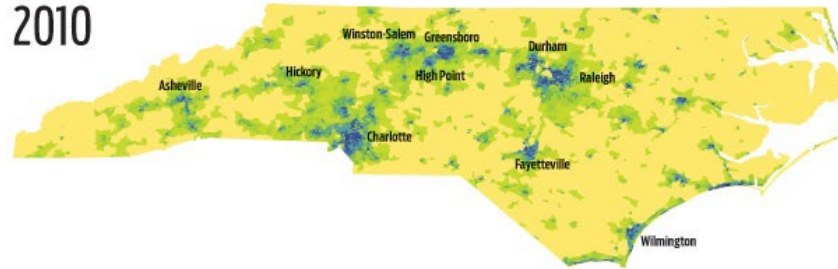 2010
Winston-Salem
Greensboro
Durham
Hickory
High Point
Raleigh
Asheville
Charlotte
Fayetteville
Wilmington